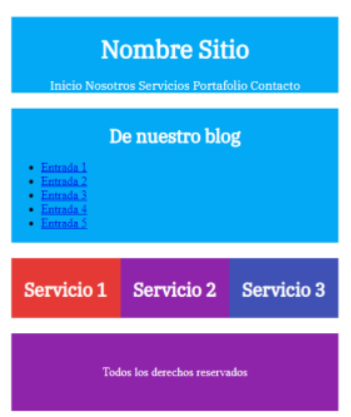 Nombre Sitio
Inicio Nosotros Servicios Portafolio Contacto
De nuestro blog
Entrada 1
Entrada 2
Entrada 3
Entrada 4
Entrada 5
Servicio 1 Servicio 2 Servicio 3
Todos los derechos reservados